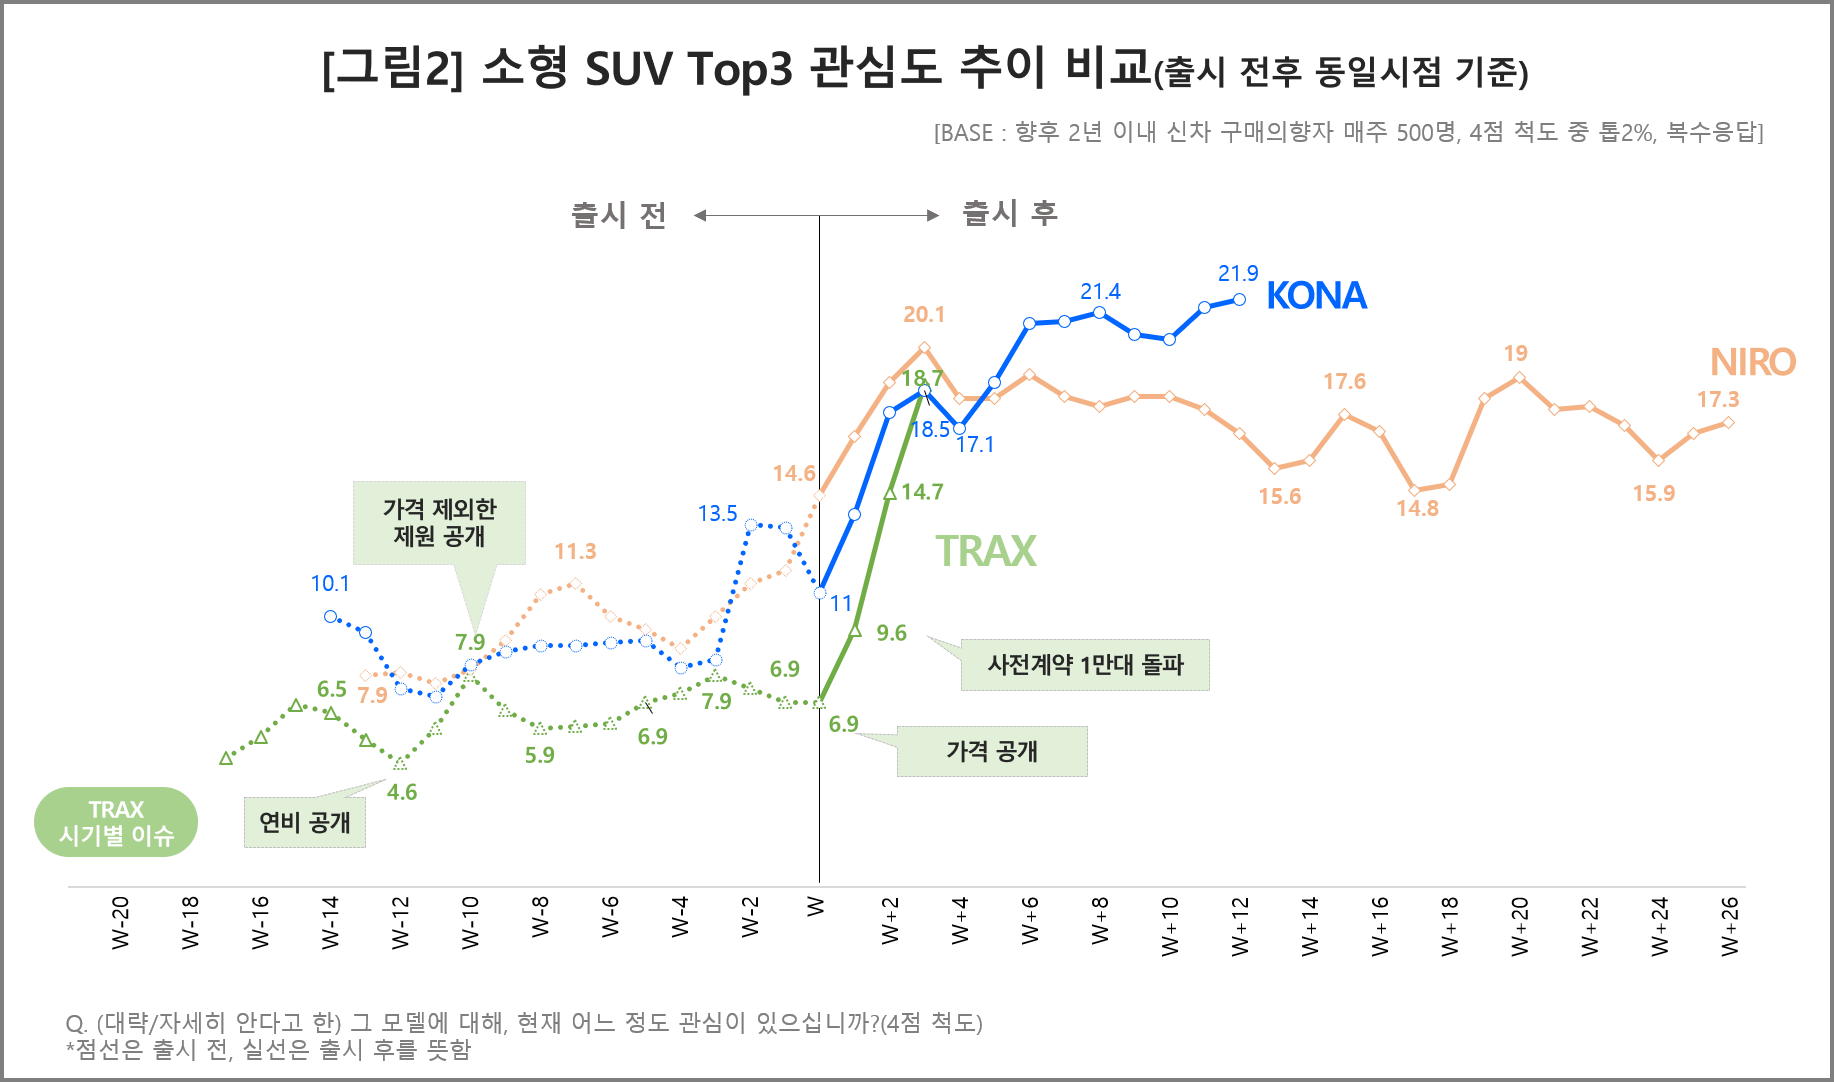 [그림2] 소형 SUV Top3 관심도 추이 비교(출시 전후 동일시점 기준)
[BASE : 향후 2년 이내 신차 구매의향자 매주 500명, 4점 척도 중 톱2%, 복수응답]
출시 전
출시 후
21.9
KONA
21.4
20.1
NIRO
19
18.7
17.6
17.3
18.5
17.1
14.6
14.7
15.6
14.8
15.9
13.5
가격 제외한
제원 공개
TRAX
11.3
10.1
11
7.9
9.6
사전계약 1만대 돌파
6.9
6.5
7.9
7.9
6.9
6.9
5.9
가격 공개
4.6
연비 공개
TRAX
시기별 이슈
W-20
W-18
W-16
W-14
W-12
W-10
W-8
W-6
W-4
W-2
W
W+2
W+4
W+6
W+8
W+10
W+12
W+14
W+16
W+18
W+20
W+22
W+24
W+26
Q. (대략/자세히 안다고 한) 그 모델에 대해, 현재 어느 정도 관심이 있으십니까?(4점 척도)
*점선은 출시 전, 실선은 출시 후를 뜻함